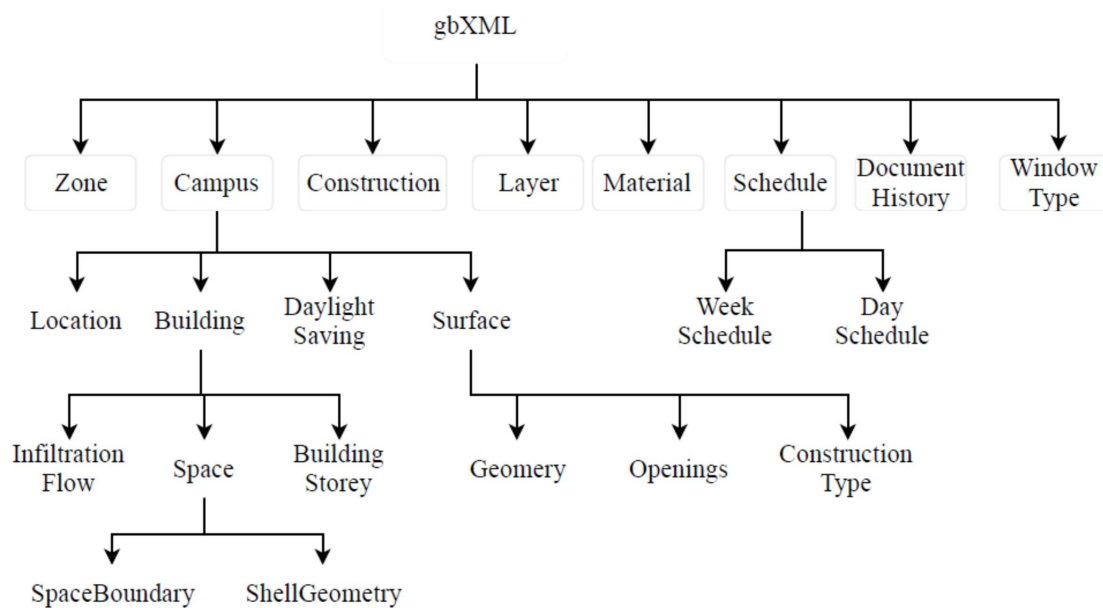 gbXML
Zone
Campus
Construction
Layer
Material
Schedule
Document
History
Window
Type
Location
Building
Daylight
Saving
Surface
Week
Schedule
Day
Schedule
Infiltration
Flow
Space
Building
Storey
Geomery
Openings
Construction
Type
SpaceBoundary
ShellGeometry